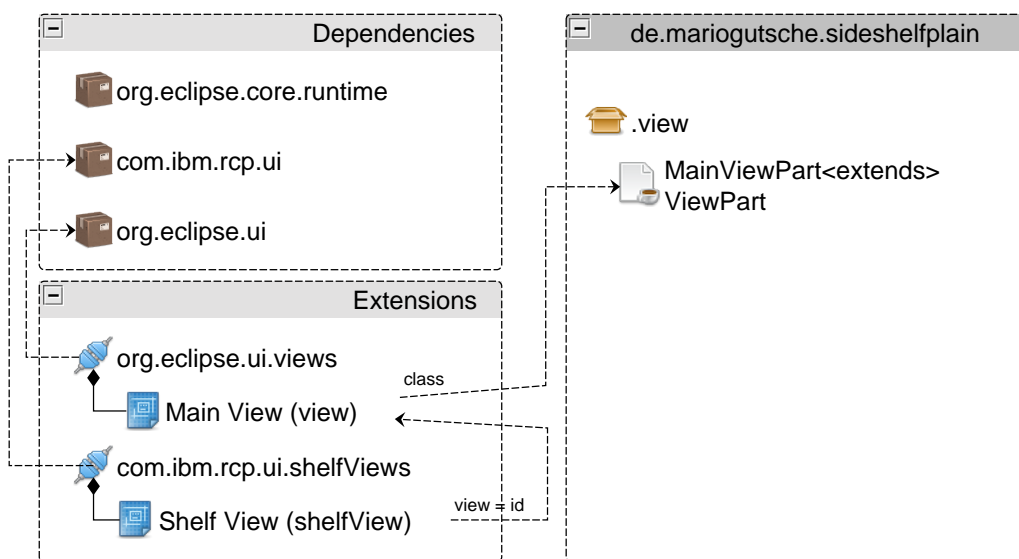 Dependencies
org.eclipse.core.runtime
com.ibm.rcp.ui
org.eclipse.ui
Extensions
org.eclipse.ui.views
class
Main View (view)
com.ibm.rcp.ui.shelfViews
view = id
Shelf View (shelfView)
de.mariogutsche.sideshelfplain
.view
MainViewPart<extends>
ViewPart